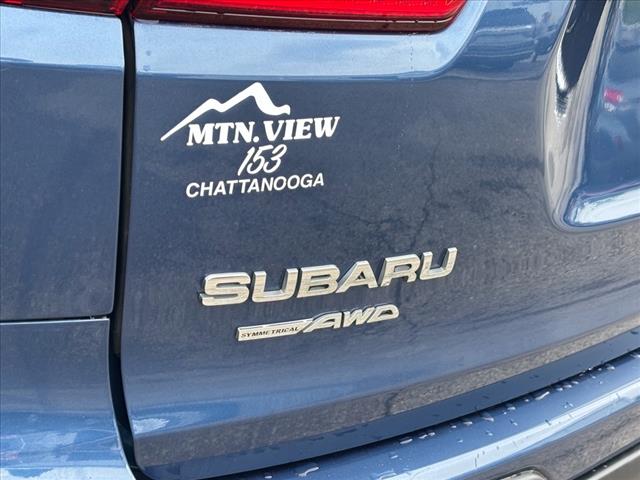 MTN. VIEW
153
CHATTANOOGA
SUBARU
SYMMETRICAL AWD